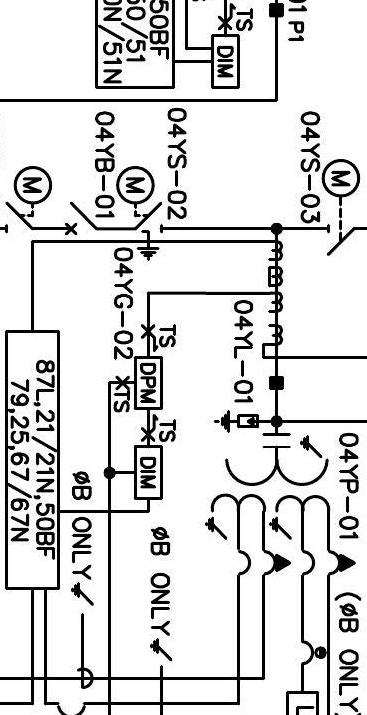 01 P1
TS
50BF
50/51
0N/51N
DIM
04YS-03
M
04YS-02
M
04YB-01
M
04YG-02
04YL-01
TS
DPM
TS
TS
DIM
87L,21/21N,50BF
79,25,67/67N
04YP-01
(øB ONLY
øB ONLY
øB ONLY